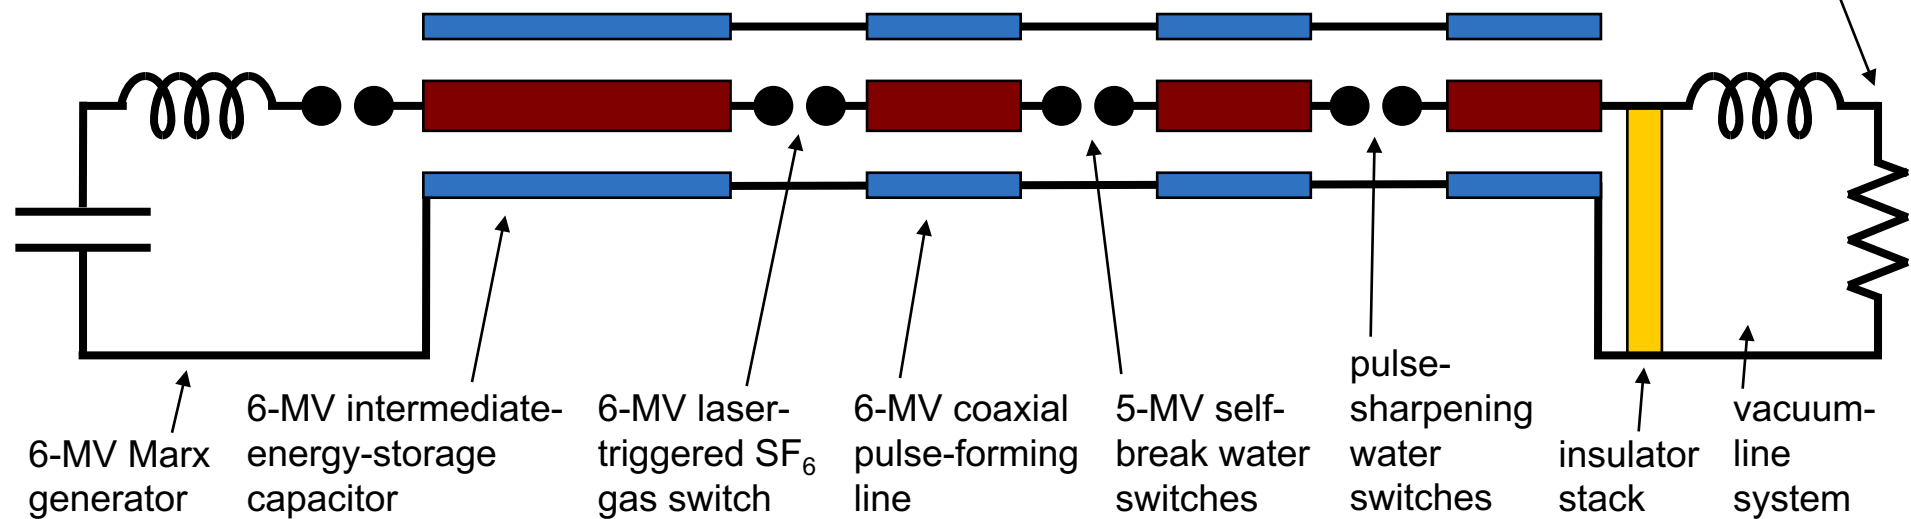 6-MV Marx
generator
6-MV intermediate-
energy-storage
capacitor
6-MV laser-
triggered SF₆
gas switch
6-MV coaxial
pulse-forming
line
5-MV self-
break water
switches
pulse-
sharpening
water
switches
insulator
stack
vacuum-
line
system